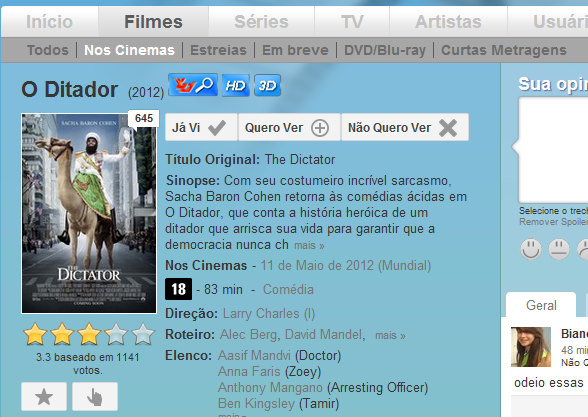 Início Filmes Séries TV Artistas Usuári
Todos Nos Cinemas Estreias Em breve DVD/Blu-ray Curtas Metragens
O Ditador (2012) HD 3D
Sua opin
645
SACHA BARON COHEN
THE
DICTATOR
COMING SOON
Já Vi Quero Ver Não Quero Ver
Título Original: The Dictator
Sinopse: Com seu costumeiro incrível sarcasmo,
Sacha Baron Cohen retorna às comédias ácidas em
O Ditador, que conta a história heróica de um
ditador que arrisca sua vida para garantir que a
democracia nunca ch mais »
Nos Cinemas - 11 de Maio de 2012 (Mundial)
18 - 83 min - Comédia
Direção: Larry Charles (I)
Roteiro: Alec Berg, David Mandel, mais »
Elenco: Aasif Mandvi (Doctor)
Anna Faris (Zoey)
Anthony Mangano (Arresting Officer)
Ben Kingsley (Tamir)
mais »
3.3 baseado em 1141
votos.
Selecione o trech
Remover Spoiler
Geral
Bian
48 mi
Não Q
odeio essas